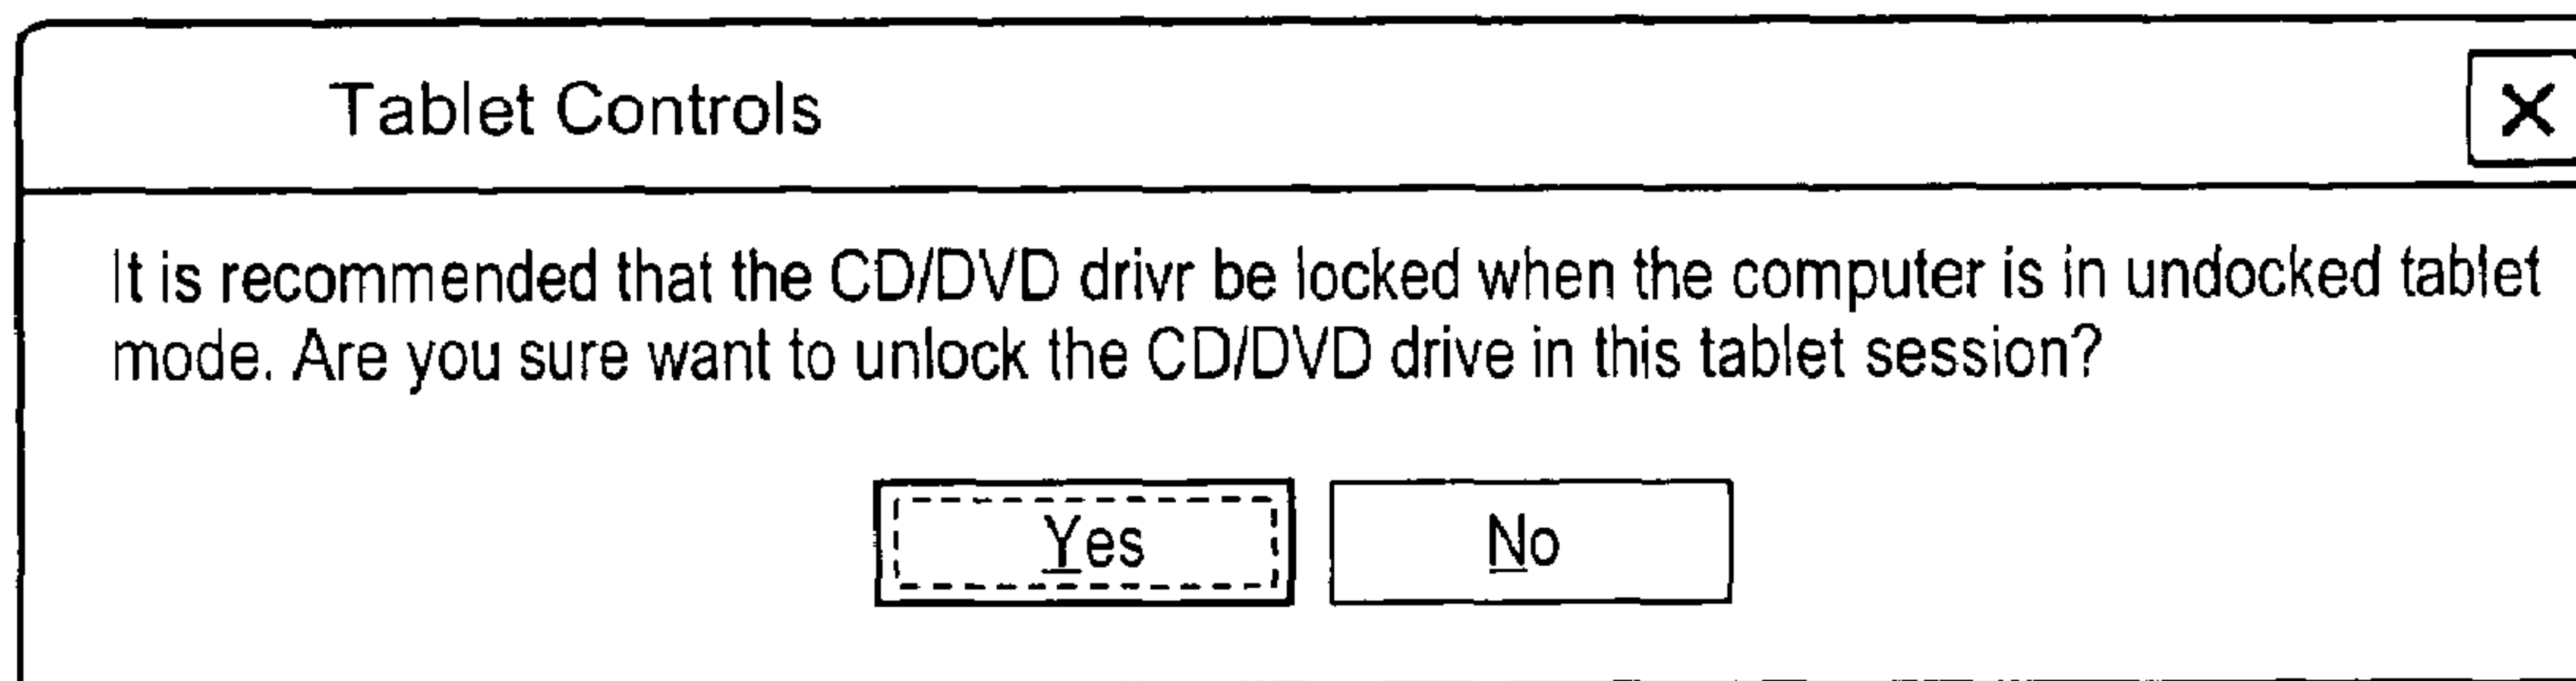 Tablet Controls
It is recommended that the CD/DVD drivr be locked when the computer is in undocked tablet
mode. Are you sure want to unlock the CD/DVD drive in this tablet session?
Yes
No